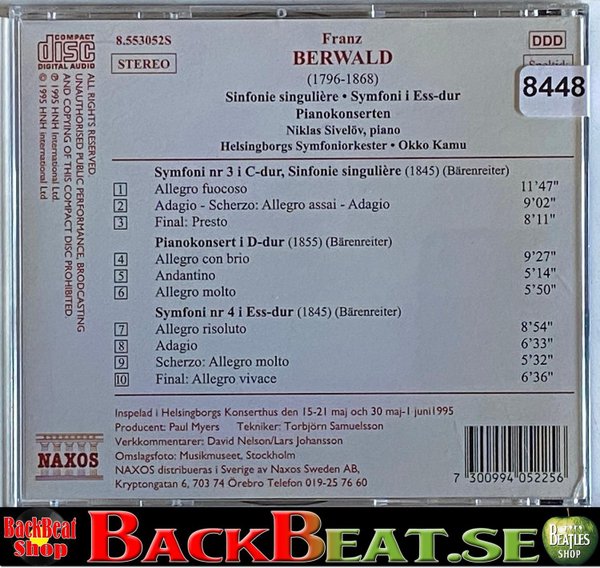 COMPACT
disc
DIGITAL AUDIO
8.553052S
STEREO
Franz
BERWALD
(1796-1868)
Sinfonie singulière • Symfoni i Ess-dur
Pianokonserten
Niklas Sivelöv, piano
Helsingborgs Symfoniorkester • Okko Kamu
DDD
8448
ALL RIGHTS RESERVED
UNAUTHORISED PUBLIC PERFORMANCE, BRODCASTING
AND COPYING OF THIS COMPACT DISC PROHIBITED
℗ 1995 HNH international Ltd.
© 1995 HNH international Ltd
Symfoni nr 3 i C-dur, Sinfonie singulière (1845) (Bärenreiter)
1 Allegro fuocoso 11'47"
2 Adagio - Scherzo: Allegro assai - Adagio 9'02"
3 Final: Presto 8'11"
Pianokonsert i D-dur (1855) (Bärenreiter)
4 Allegro con brio 9'27"
5 Andantino 5'14"
6 Allegro molto 5'50"
Symfoni nr 4 i Ess-dur (1845) (Bärenreiter)
7 Allegro risoluto 8'54"
8 Adagio 6'33"
9 Scherzo: Allegro molto 5'32"
10 Final: Allegro vivace 6'36"
Inspelad i Helsingborgs Konserthus den 15-21 maj och 30 maj-1 juni1995
Producent: Paul Myers Tekniker: Torbjörn Samuelsson
Verkkommentarer: David Nelson/Lars Johansson
Omslagsfoto: Musikmuseet, Stockholm
NAXOS distribueras i Sverige av Naxos Sweden AB,
Kryptongatan 6, 703 74 Örebro Telefon 019-25 76 60
NAXOS
7 300994 052256
BackBeat
Shop
BACKBEAT.SE
BEATLES
SHOP